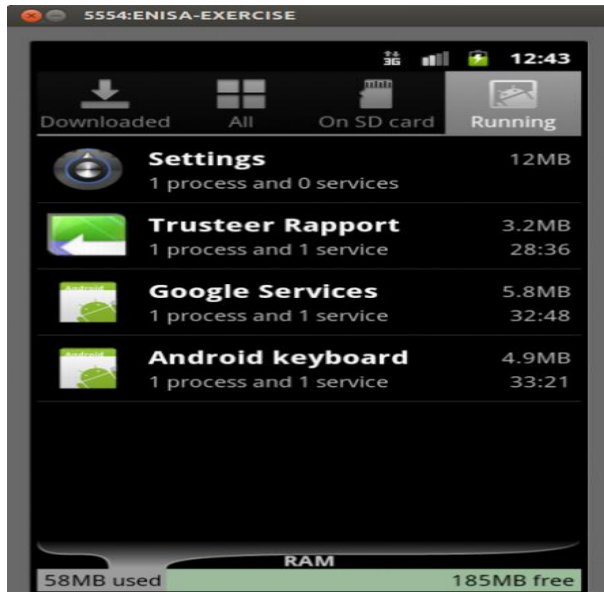 5554:ENISA-EXERCISE
3G 12:43
Downloaded All On SD card Running
Settings 12MB
1 process and 0 services
Trusteer Rapport 3.2MB
1 process and 1 service 28:36
Android
Google Services 5.8MB
1 process and 1 service 32:48
Android
Android keyboard 4.9MB
1 process and 1 service 33:21
RAM
58MB used 185MB free